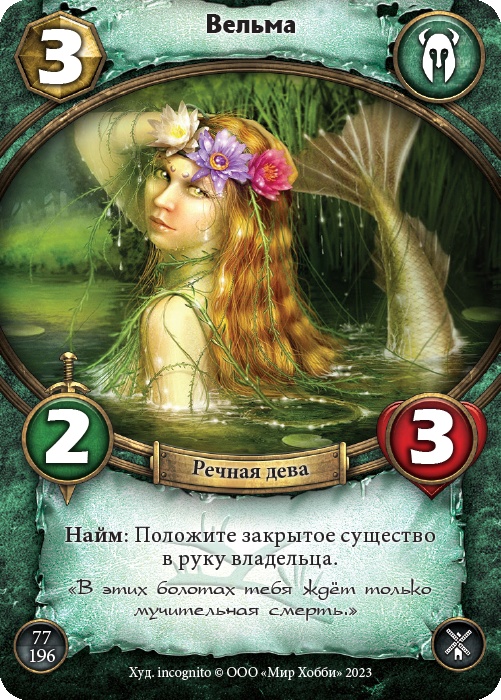 Вельма
3
2
3
Речная дева
Найм: Положите закрытое существо
в руку владельца.
«В этих болотах тебя ждёт только
мучительная смерть.»
77
196
Худ. incognito © ООО «Мир Хобби» 2023